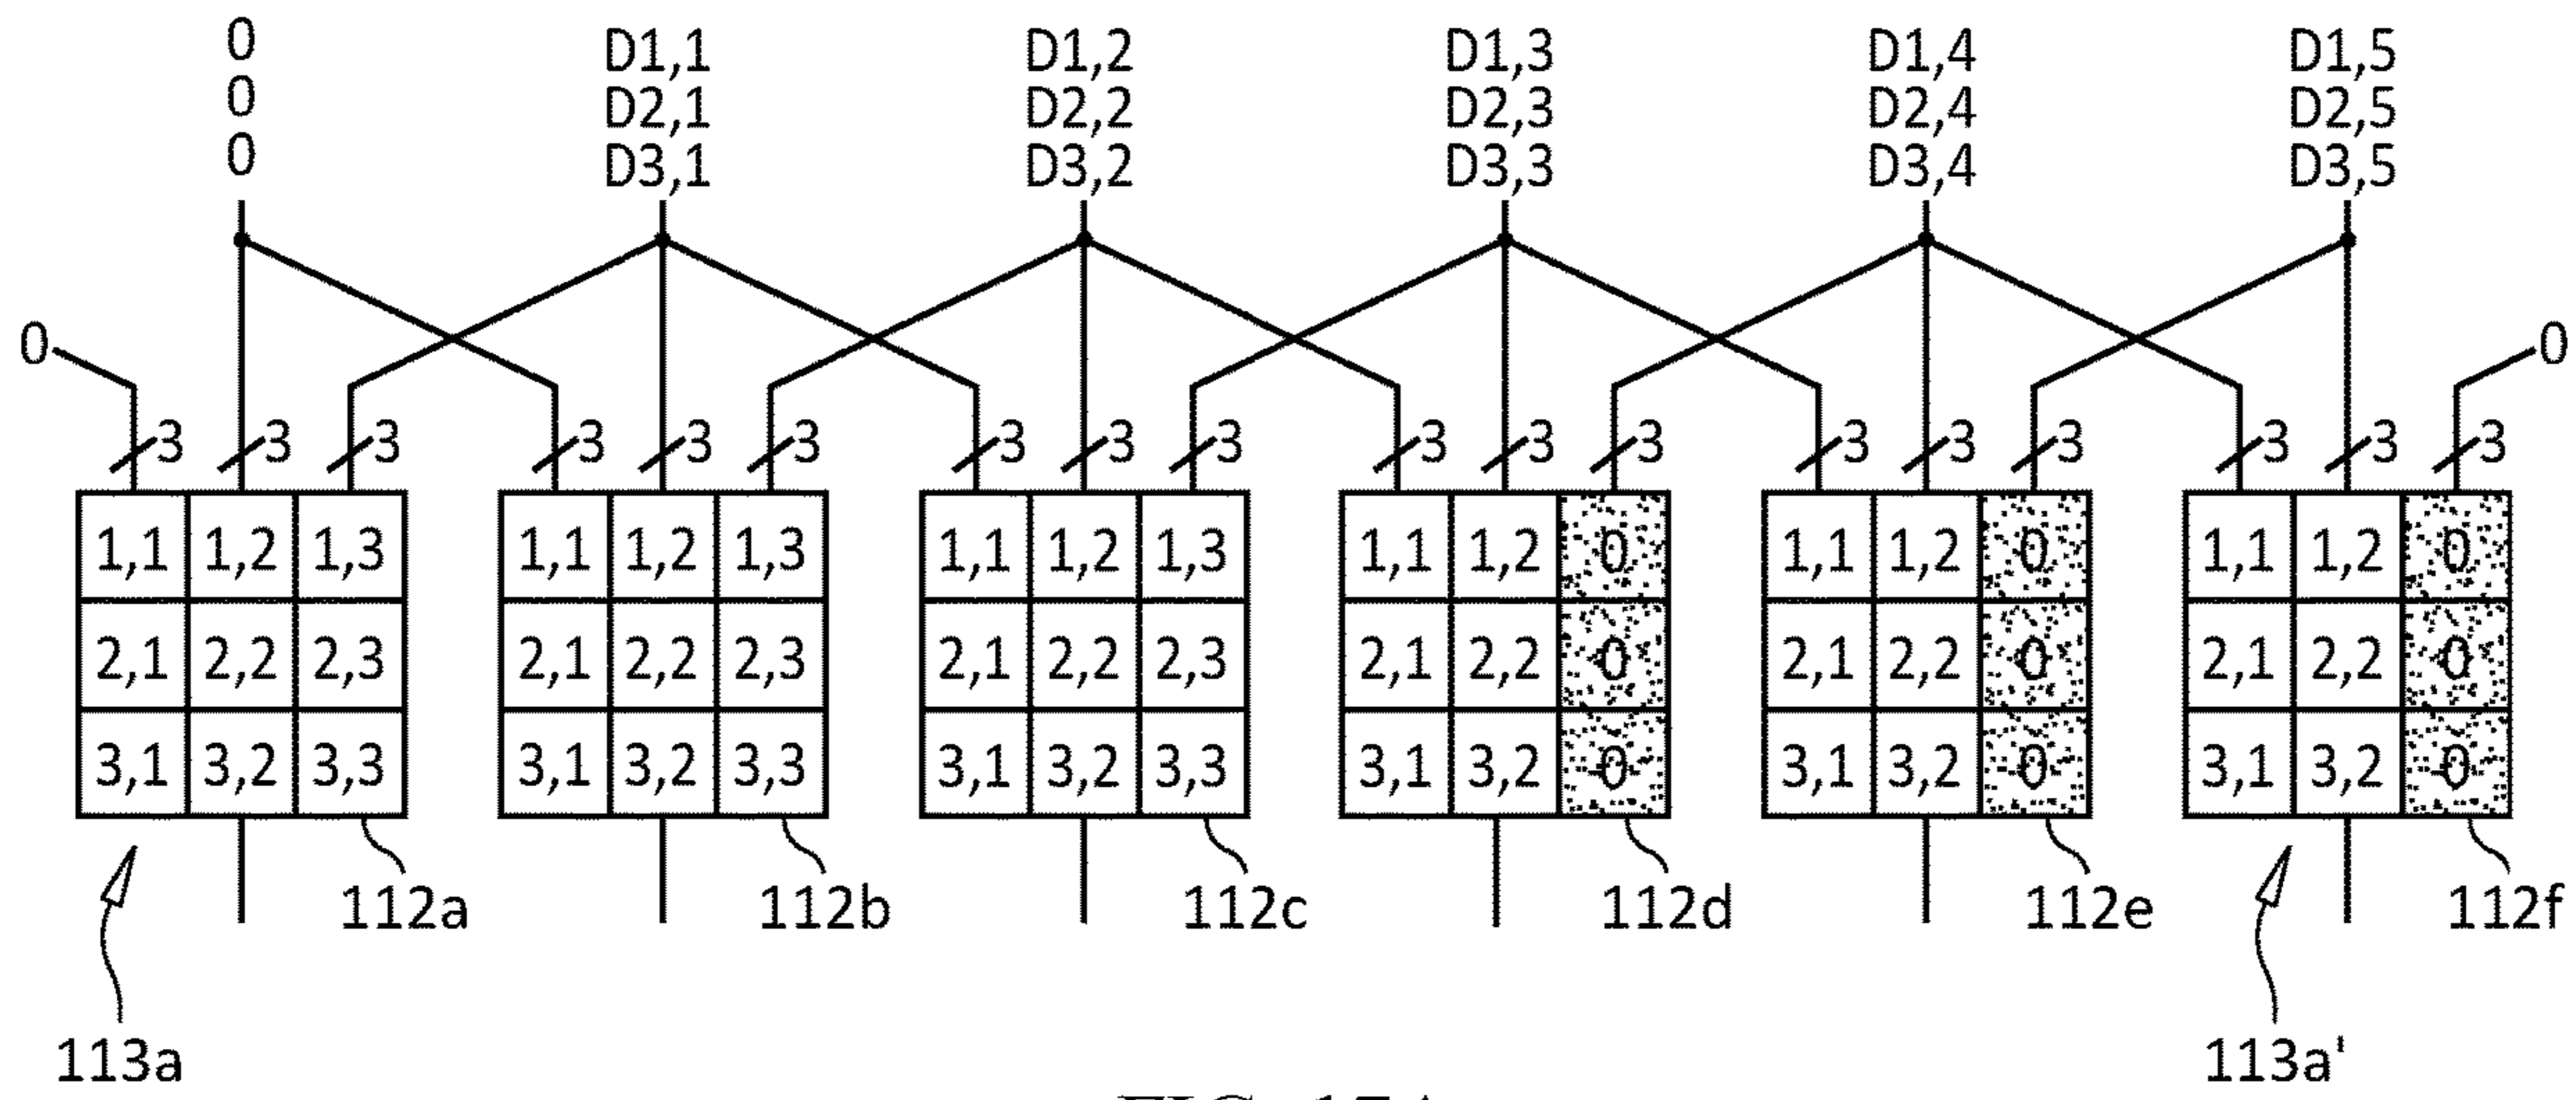 0 D1,1 D1,2 D1,3 D1,4 D1,5
0 D2,1 D2,2 D2,3 D2,4 D2,5
0 D3,1 D3,2 D3,3 D3,4 D3,5
0 0
3 3 3 3 3 3 3 3 3 3 3 3 3 3 3 3 3 3
1,1 1,2 1,3 1,1 1,2 1,3 1,1 1,2 1,3 1,1 1,2 0 1,1 1,2 0 1,1 1,2 0
2,1 2,2 2,3 2,1 2,2 2,3 2,1 2,2 2,3 2,1 2,2 0 2,1 2,2 0 2,1 2,2 0
3,1 3,2 3,3 3,1 3,2 3,3 3,1 3,2 3,3 3,1 3,2 0 3,1 3,2 0 3,1 3,2 0
112a 112b 112c 112d 112e 112f
113a 113a'